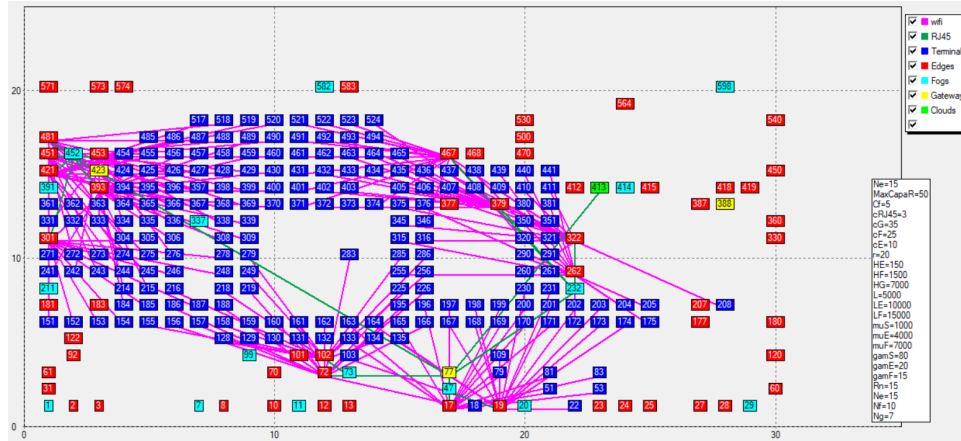 571 573 574 582 583 598
wifi
RJ45
Terminal
Edges
Fogs
Gateway
Clouds
20
564
517 518 519 520 521 522 523 524 530 540
481 485 486 487 488 489 490 491 492 493 494 500
451 452 453 454 455 456 457 458 459 460 461 462 463 464 465 467 468 470
421 423 424 425 426 427 428 429 430 431 432 433 434 435 436 437 438 439 440 441 450
391 393 394 395 396 397 398 399 400 401 402 403 405 406 407 408 409 410 411 412 413 414 415 418 419
361 362 363 364 365 366 367 368 369 370 371 372 373 374 375 376 377 378 379 380 381 387 388
331 332 333 334 335 336 337 338 339 345 346 350 351 360
301 304 305 306 308 309 315 316 320 321 322 330
10
271 272 273 274 275 276 278 279 283 285 286 290 291
241 242 243 244 245 246 248 249 255 256 260 261 262
211 214 215 216 218 219 225 226 230 231 232
181 183 184 185 186 187 188 195 196 197 198 199 200 201 202 203 204 205 207 208
151 152 153 154 155 156 157 158 159 160 161 162 163 164 165 166 167 168 169 170 171 172 173 174 175 177 180
122 128 129 130 131 132 133 134 135
92 99 101 102 103 109 120
61 70 72 73 77 79 81 83
31 47 51 53 60
1 2 3 7 8 10 11 12 13 17 18 19 20 22 23 24 25 27 28 29
0 10 20 30
Ne=15
MaxCapaR=50
Cf=5
cRJ45=3
cG=35
cF=25
cE=10
r=20
HE=150
HF=1500
HG=7000
L=5000
LE=10000
LF=15000
muS=1000
muE=4000
muF=7000
gamS=80
gamE=20
gamF=15
Rn=15
Ne=15
Nf=10
Ng=7